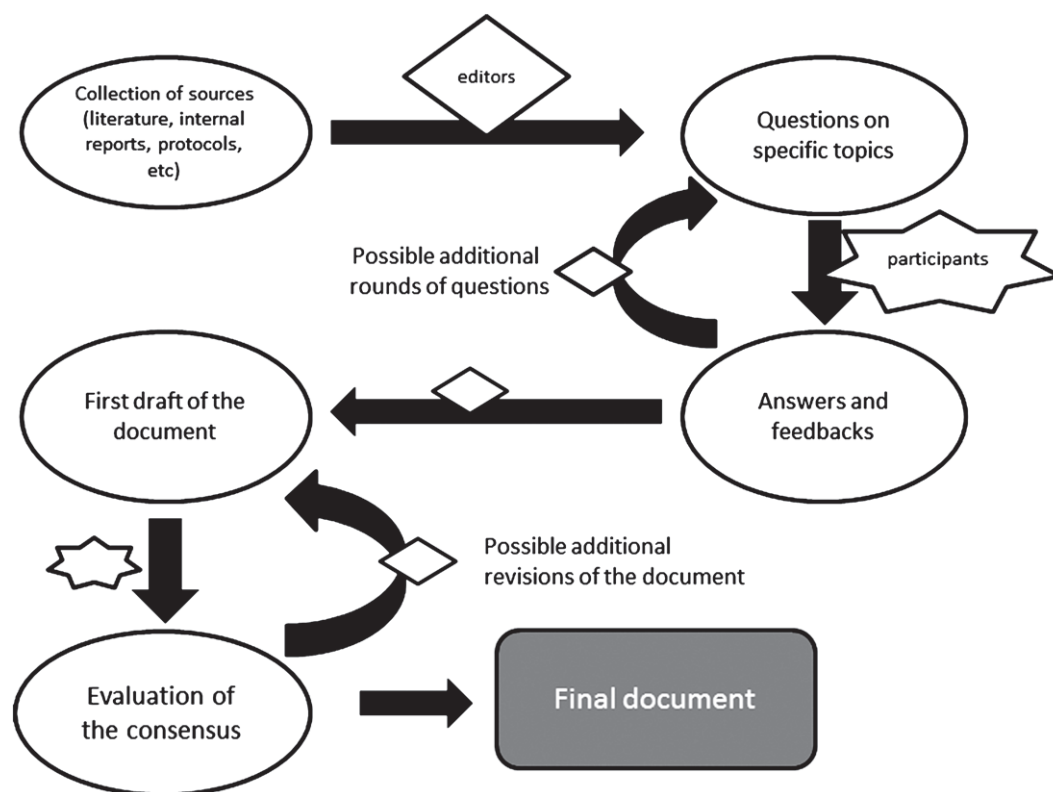 Collection of sources
(literature, internal
reports, protocols,
etc)
editors
Questions on
specific topics
participants
Possible additional
rounds of questions
Answers and
feedbacks
First draft of the
document
Possible additional
revisions of the document
Evaluation of
the consensus
Final document